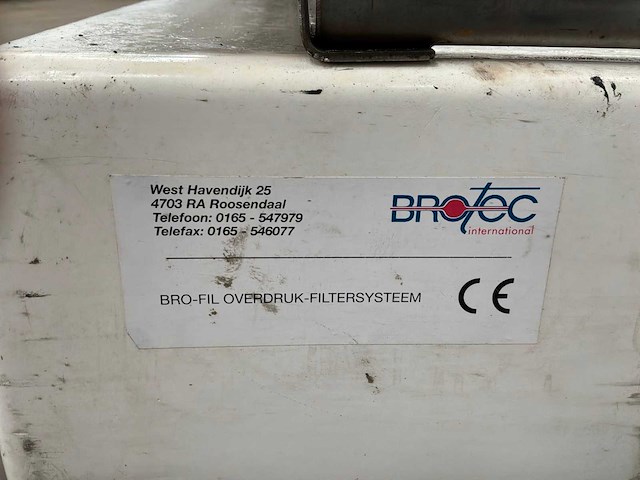 West Havendijk 25
4703 RA Roosendaal
Telefoon: 0165 - 547979
Telefax: 0165 - 546077
BROTEC
international
BRO-FIL OVERDRUK-FILTERSYSTEEM
CE